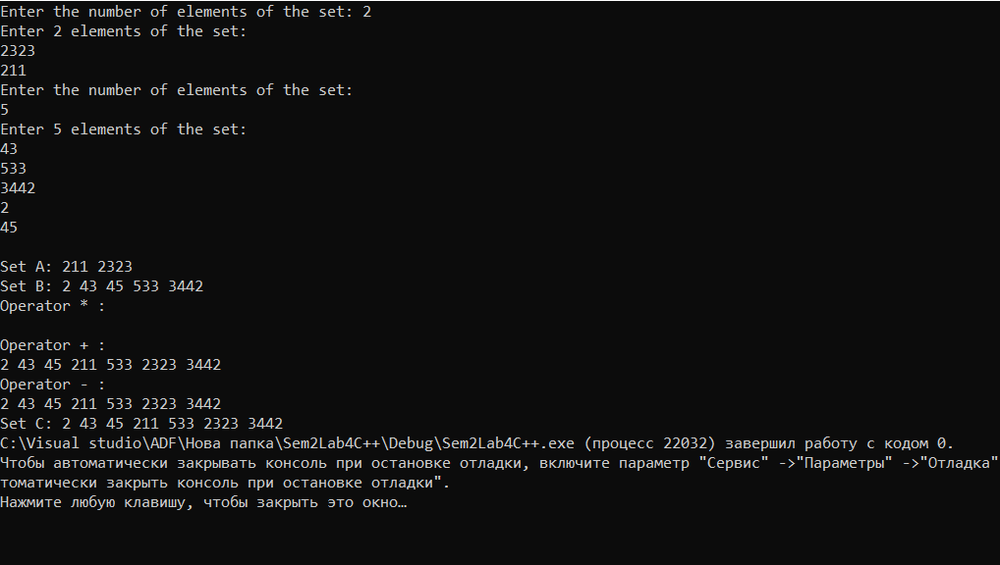 Enter the number of elements of the set: 2
Enter 2 elements of the set:
2323
211
Enter the number of elements of the set:
5
Enter 5 elements of the set:
43
533
3442
2
45
Set A: 211 2323
Set B: 2 43 45 533 3442
Operator * :
Operator + :
2 43 45 211 533 2323 3442
Operator - :
2 43 45 211 533 2323 3442
Set C: 2 43 45 211 533 2323 3442
C:\Visual studio\ADF\Нова папка\Sem2Lab4C++\Debug\Sem2Lab4C++.exe (процесс 22032) завершил работу с кодом 0.
Чтобы автоматически закрывать консоль при остановке отладки, включите параметр "Сервис" ->"Параметры" ->"Отладка"
томатически закрыть консоль при остановке отладки".
Нажмите любую клавишу, чтобы закрыть это окно…